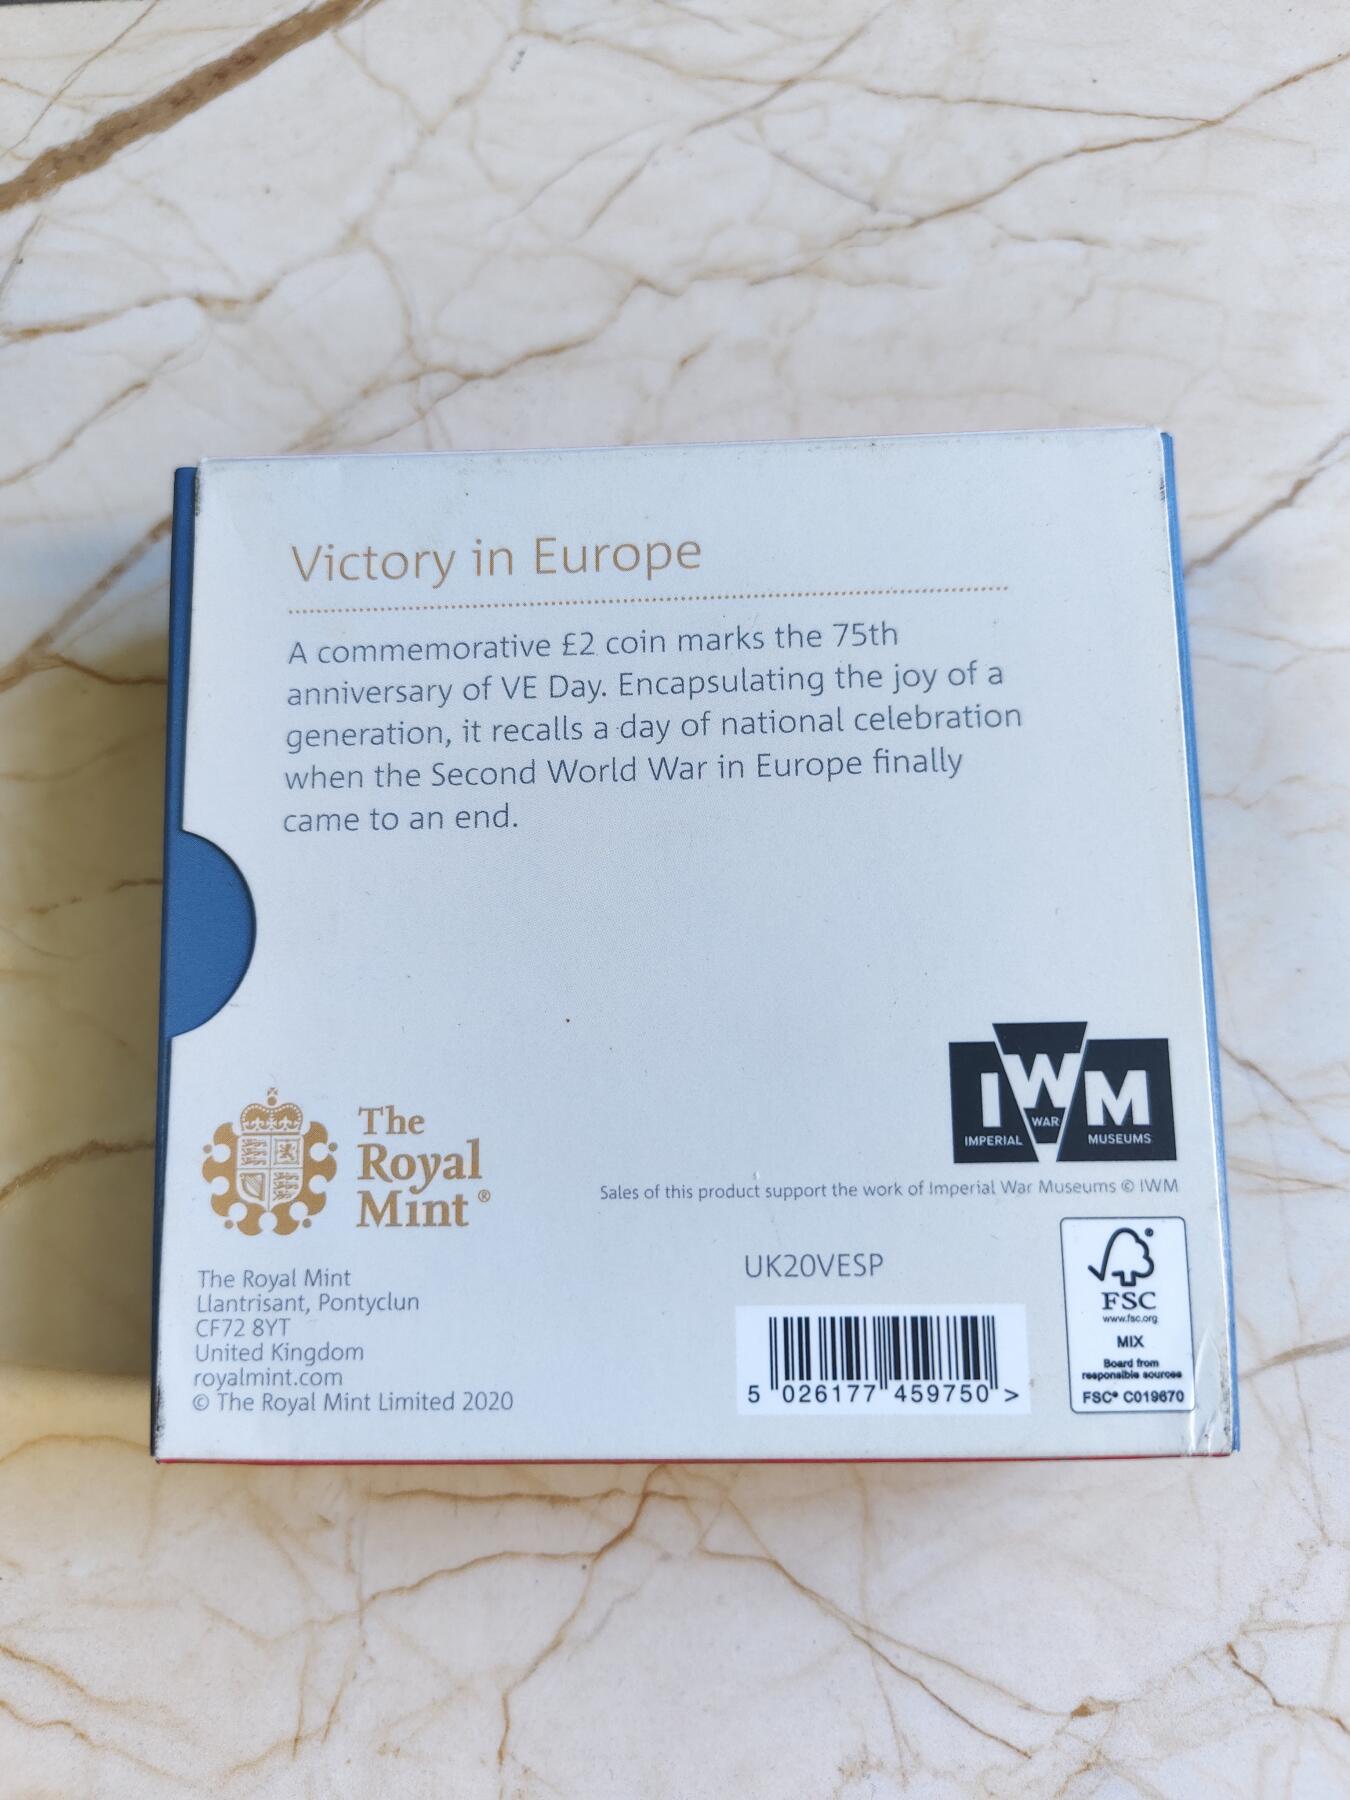 Victory in Europe
A commemorative £2 coin marks the 75th
anniversary of VE Day. Encapsulating the joy of a
generation, it recalls a day of national celebration
when the Second World War in Europe finally
came to an end.
IWM
IMPERIAL WAR MUSEUMS
The
Royal
Mint®
Sales of this product support the work of Imperial War Museums © IWM
The Royal Mint
Llantrisant, Pontyclun
CF72 8YT
United Kingdom
royalmint.com
© The Royal Mint Limited 2020
UK20VESP
5 026177 459750 >
FSC
www.fsc.org
MIX
Board from
responsible sources
FSC® C019670